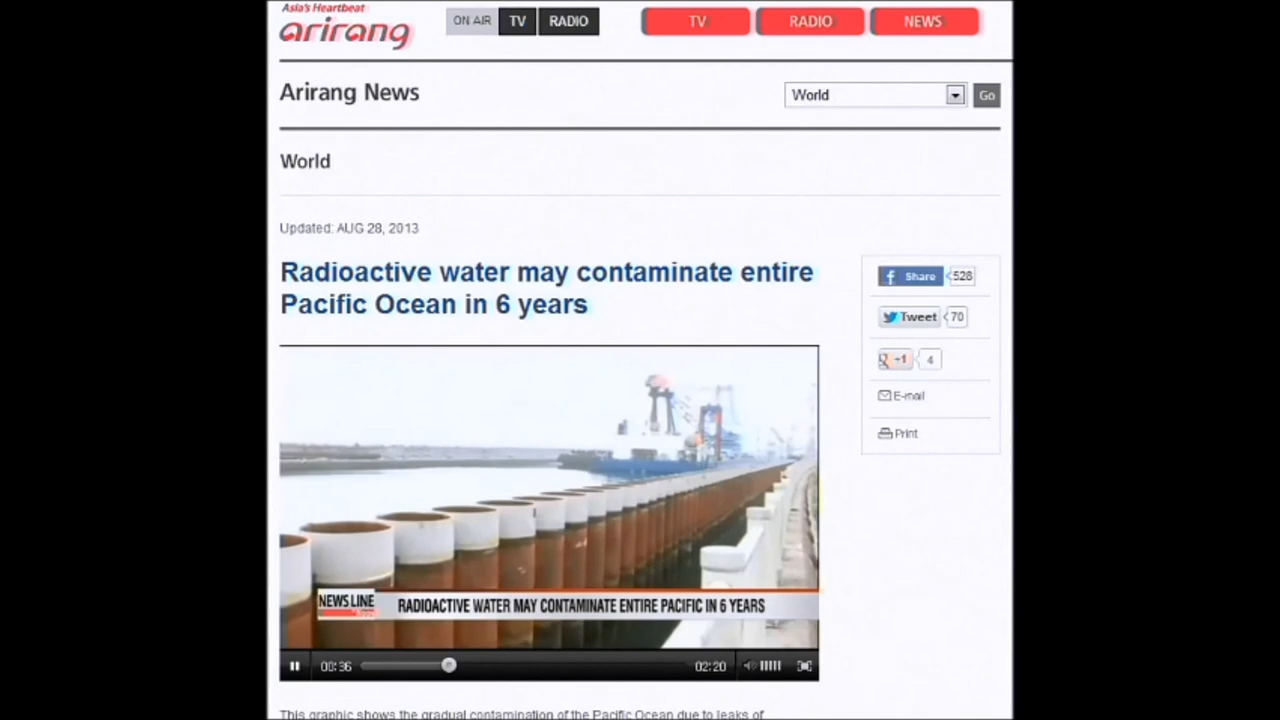 Asia's Heartbeat
arirang
ON AIR TV RADIO
TV RADIO NEWS
Arirang News
World Go
World
Updated: AUG 28, 2013
Radioactive water may contaminate entire
Pacific Ocean in 6 years
Share 528
Tweet 70
+1 4
E-mail
Print
NEWS LINE
RADIOACTIVE WATER MAY CONTAMINATE ENTIRE PACIFIC IN 6 YEARS
00:36 02:20
This graphic shows the gradual contamination of the Pacific Ocean due to leaks of